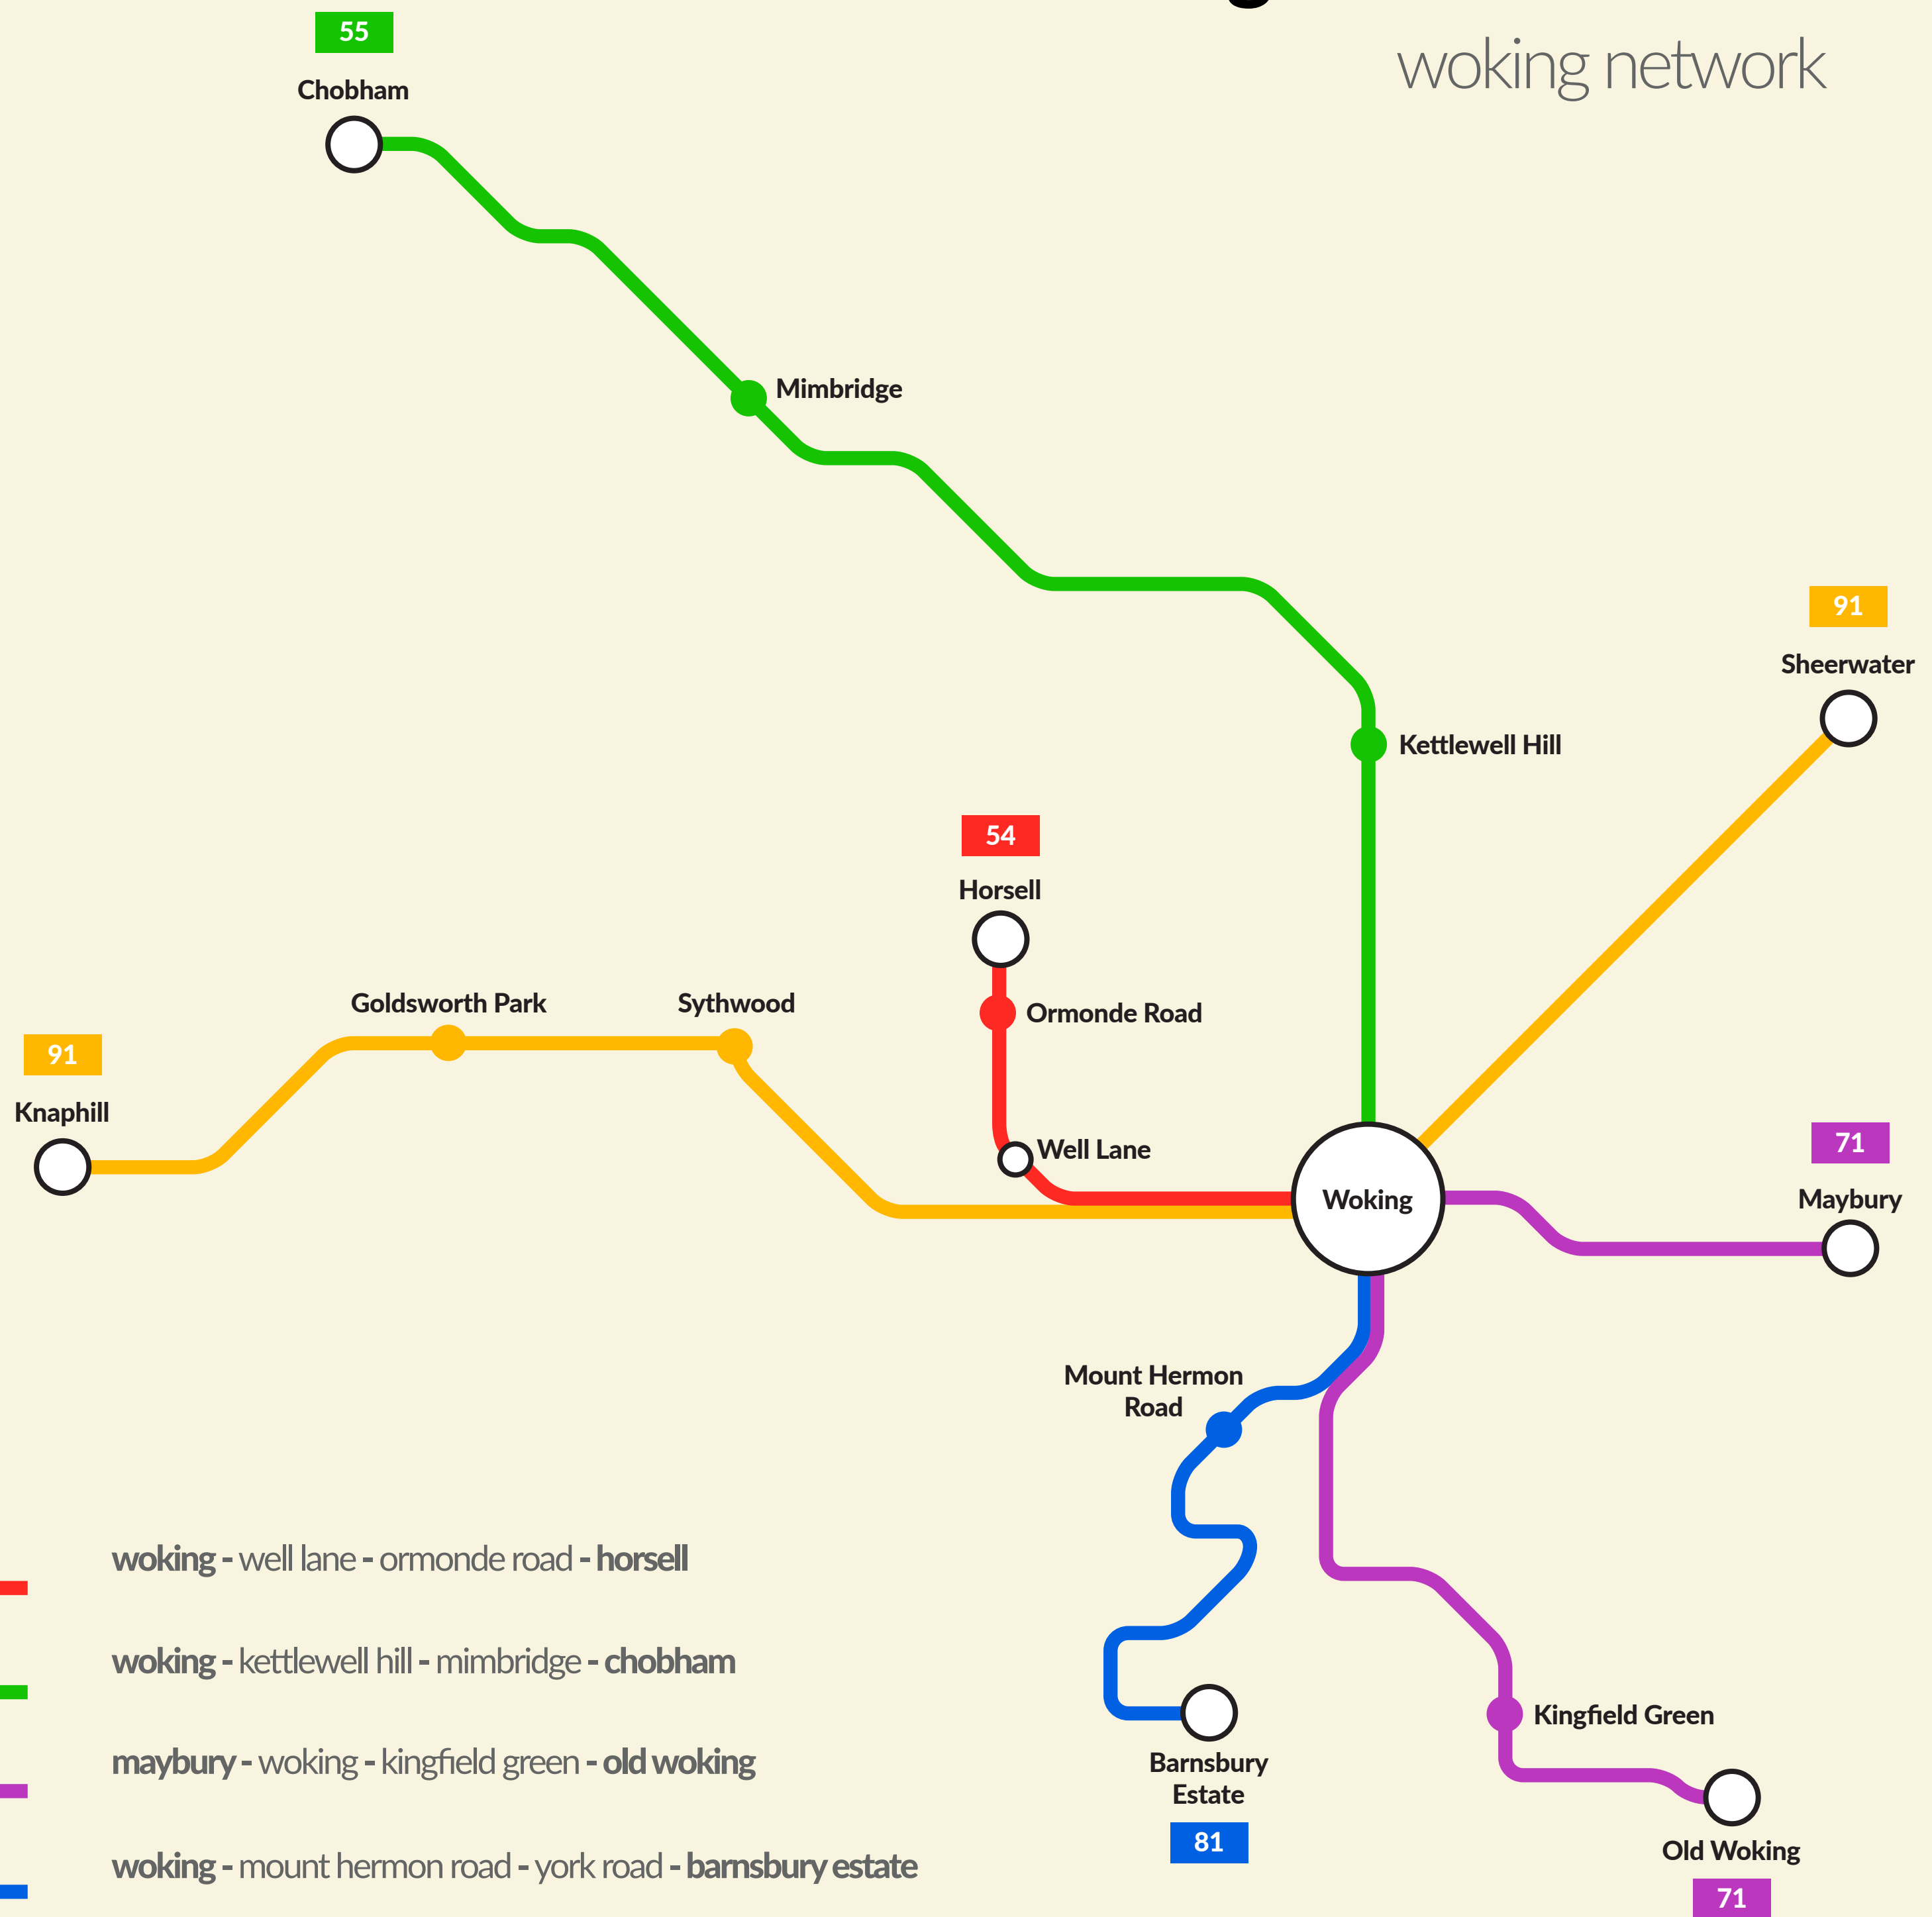 woking network
55
Chobham
Mimbridge
91
Sheerwater
Kettlewell Hill
54
Horsell
Ormonde Road
Goldsworth Park
Sythwood
91
Knaphill
Well Lane
Woking
71
Maybury
Mount Hermon
Road
Kingfield Green
Barnsbury
Estate
81
Old Woking
71
woking - well lane - ormonde road - horsell
woking - kettlewell hill - mimbridge - chobham
maybury - woking - kingfield green - old woking
woking - mount hermon road - york road - barnsbury estate